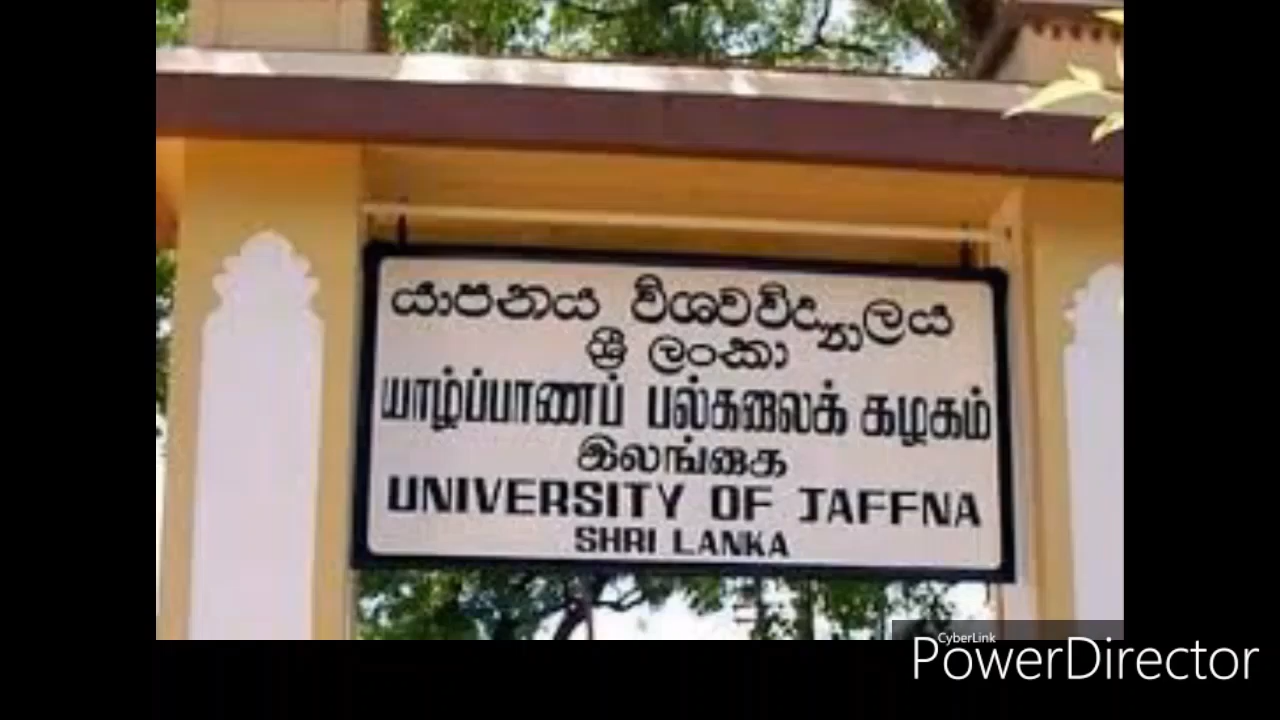 යාපනය විශ්වවිද්‍යාලය
ශ්‍රී ලංකා
யாழ்ப்பாணப் பல்கலைக் கழகம்
இலங்கை
UNIVERSITY OF JAFFNA
SHRI LANKA
CyberLink
PowerDirector